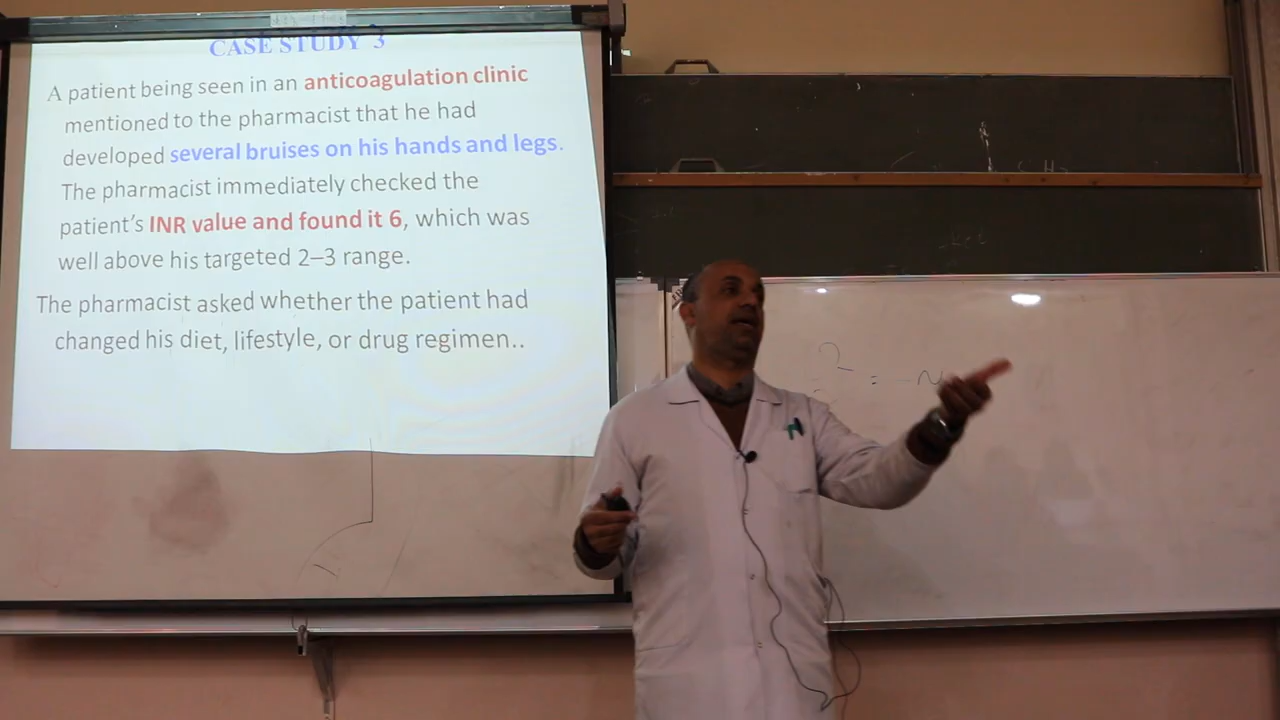 CASE STUDY 3
A patient being seen in an anticoagulation clinic
mentioned to the pharmacist that he had
developed several bruises on his hands and legs.
The pharmacist immediately checked the
patient’s INR value and found it 6, which was
well above his targeted 2–3 range.
The pharmacist asked whether the patient had
changed his diet, lifestyle, or drug regimen..